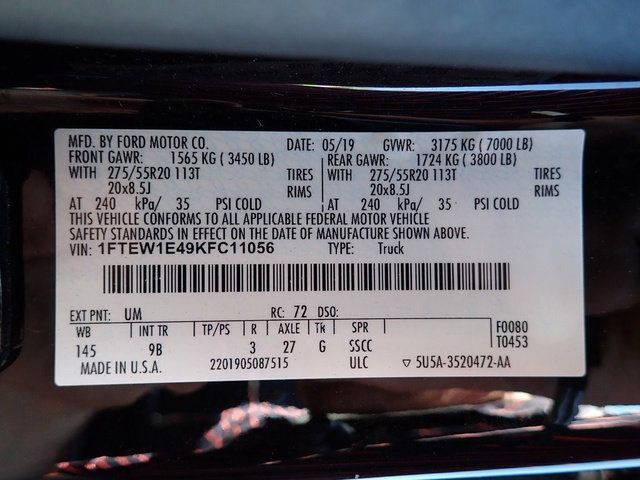 MFD. BY FORD MOTOR CO. DATE: 05/19 GVWR: 3175 KG ( 7000 LB)
FRONT GAWR: 1565 KG ( 3450 LB) REAR GAWR: 1724 KG ( 3800 LB)
WITH 275/55R20 113T TIRES WITH 275/55R20 113T TIRES
20x8.5J RIMS 20x8.5J RIMS
AT 240 kPa/ 35 PSI COLD AT 240 kPa/ 35 PSI COLD
THIS VEHICLE CONFORMS TO ALL APPLICABLE FEDERAL MOTOR VEHICLE
SAFETY STANDARDS IN EFFECT ON THE DATE OF MANUFACTURE SHOWN ABOVE.
VIN: 1FTEW1E49KFC11056 TYPE: Truck
EXT PNT: UM RC: 72 DSO:
WB INT TR TP/PS R AXLE TR SPR F0080
145 9B 3 27 G SSCC T0453
MADE IN U.S.A. 2201905087515 ULC ▽ 5U5A-3520472-AA